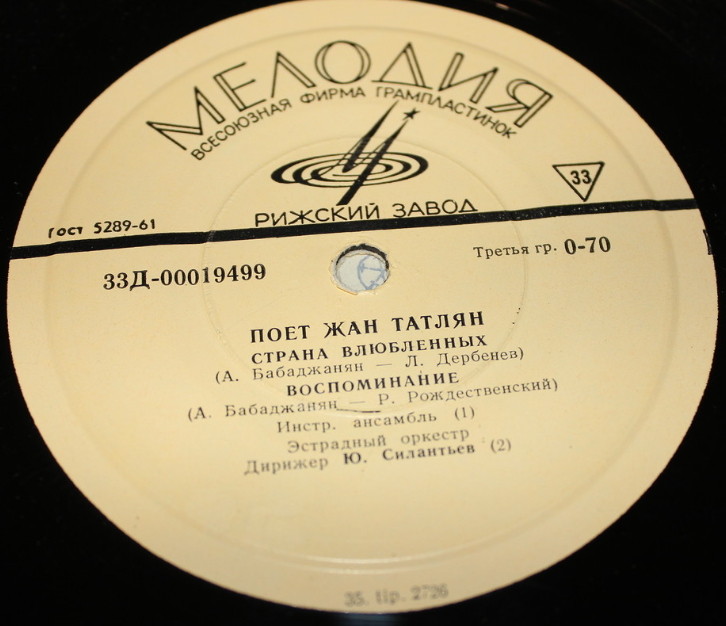 МЕЛОДИЯ
ВСЕСОЮЗНАЯ ФИРМА ГРАМПЛАСТИНОК
33
РИЖСКИЙ ЗАВОД
ГОСТ 5289-61
Третья гр. 0-70
33Д-00019499
ПОЕТ ЖАН ТАТЛЯН
СТРАНА ВЛЮБЛЕННЫХ
(А. Бабаджанян — Л. Дербенев)
ВОСПОМИНАНИЕ
(А. Бабаджанян — Р. Рождественский)
Инстр. ансамбль (1)
Эстрадный оркестр
Дирижер Ю. Силантьев (2)
35. tip. 2726